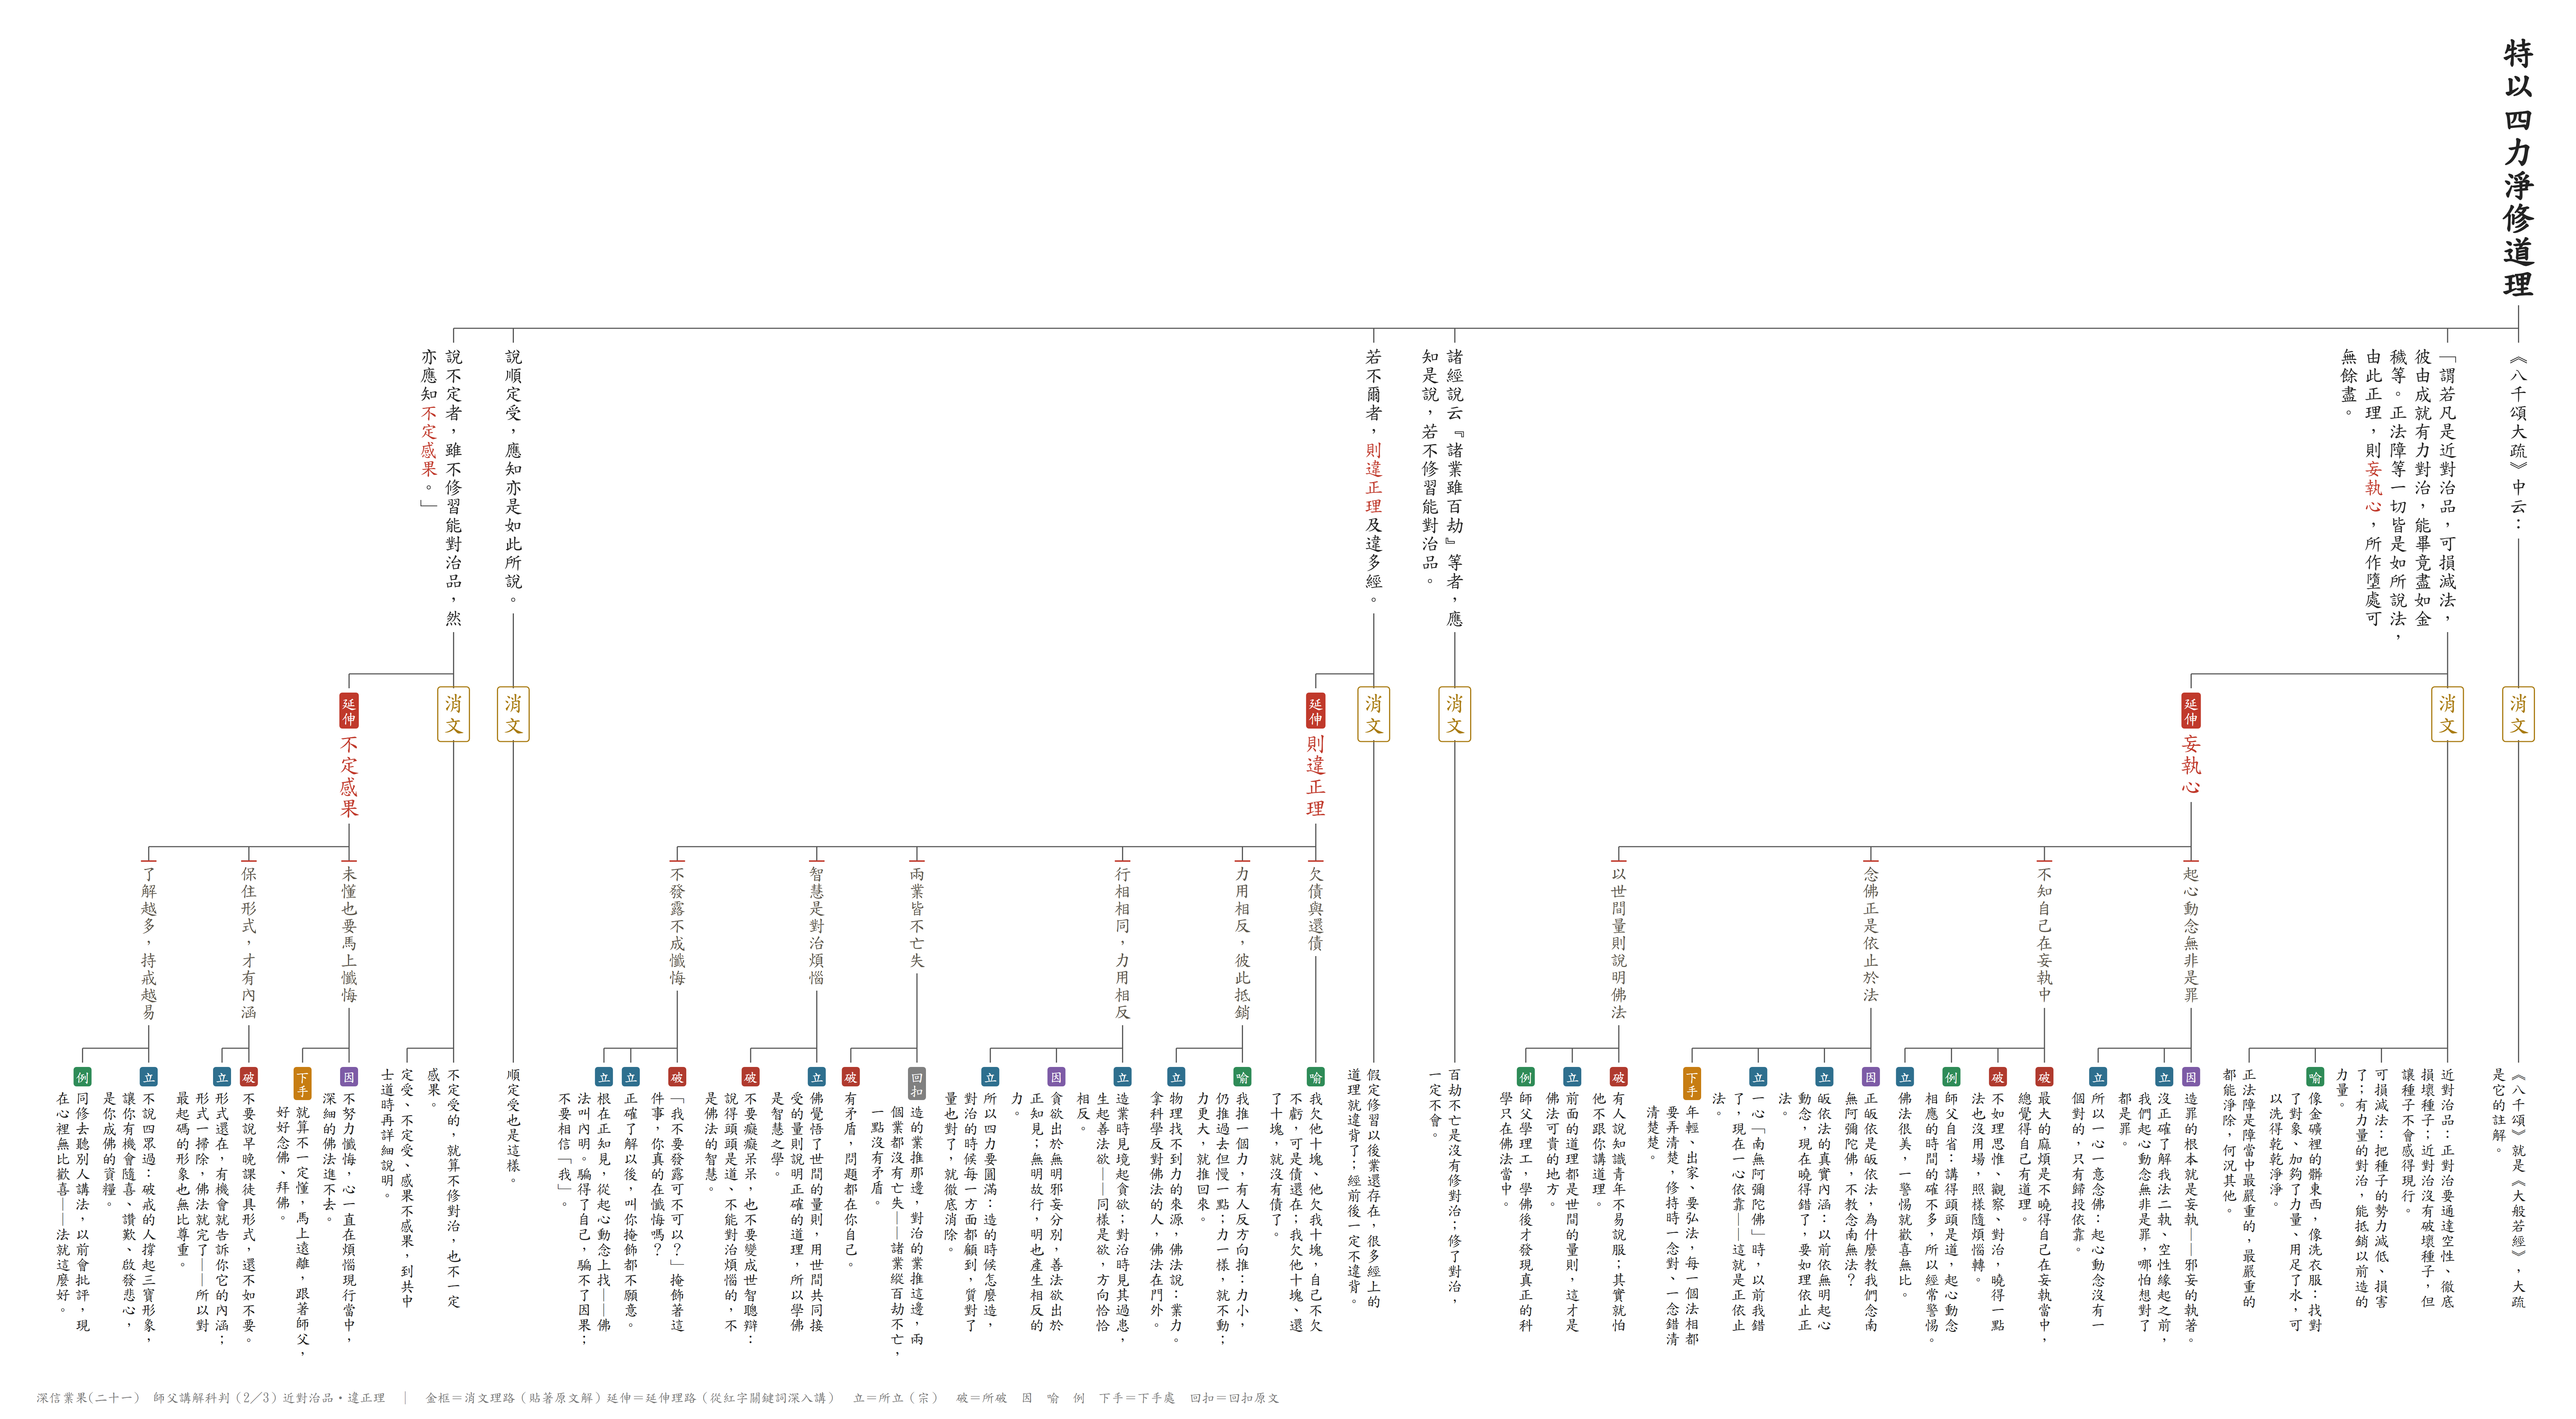 特以四力淨修道理
《八千頌大疏》中云：
「謂若凡是近對治品，可損減法，
彼由成就有力對治，能畢竟盡如金
穢等。正法障等一切皆是如所說法，
由此正理，則妄執心，所作墮處可
無餘盡。
諸經說云『諸業雖百劫』等者，應
知是說，若不修習能對治品。
若不爾者，則違正理及違多經。
說順定受，應知亦是如此所說。
說不定者，雖不修習能對治品，然
亦應知不定感果。」
消文
消文
延伸
妄執心
消文
消文
延伸
則違正理
消文
消文
延伸
不定感果
起心動念無非是罪
不知自己在妄執中
念佛正是依止於法
以世間量則說明佛法
欠債與還債
力用相反，彼此抵銷
行相相同，力用相反
兩業皆不亡失
智慧是對治煩惱
不發露不成懺悔
未懂也要馬上懺悔
保住形式，才有內涵
了解越多，持戒越易
《八千頌》就是《大般若經》，大疏
是它的註解。
近對治品：正對治要通達空性、徹底
損壞種子；近對治沒有破壞種子，但
讓種子不會感得現行。
可損減法：把種子的勢力減低、損害
了；有力量的對治，能抵銷以前造的
力量。
喻
像金礦裡的髒東西，像洗衣服：找對
了對象、加夠了力量、用足了水，可
以洗得乾乾淨淨。
正法障是障當中最嚴重的，最嚴重的
都能淨除，何況其他。
因
造罪的根本就是妄執——邪妄的執著。
立
沒正確了解我法二執、空性緣起之前，
我們起心動念無非是罪，哪怕想對了
都是罪。
立
所以一心一意念佛：起心動念沒有一
個對的，只有歸投依靠。
破
最大的麻煩是不曉得自己在妄執當中，
總覺得自己有道理。
破
不如理思惟、觀察、對治，曉得一點
法也沒用場，照樣隨煩惱轉。
例
師父自省：講得頭頭是道，起心動念
相應的時間的確不多，所以經常警惕。
立
佛法很美，一警惕就歡喜無比。
因
正皈依是皈依法，為什麼教我們念南
無阿彌陀佛，不教念南無法？
立
皈依法的真實內涵：以前依無明起心
動念，現在曉得錯了，要如理依止正
法。
立
一心「南無阿彌陀佛」時，以前我錯
了，現在一心依靠——這就是正依止
法。
下手
年輕、出家、要弘法，每一個法相都
要弄清楚，修持時一念對、一念錯清
清楚楚。
破
有人說知識青年不易說服；其實就怕
他不跟你講道理。
立
前面的道理都是世間的量則，這才是
佛法可貴的地方。
例
師父學理工，學佛後才發現真正的科
學只在佛法當中。
百劫不亡是沒有修對治；修了對治，
一定不會。
假定修習以後業還存在，很多經上的
道理就違背了；經前後一定不違背。
喻
我欠他十塊、他欠我十塊，自己不欠
不虧，可是債還在；我欠他十塊、還
了十塊，就沒有債了。
喻
我推一個力，有人反方向推：力小，
仍推過去但慢一點；力一樣，就不動；
力更大，就推回來。
立
物理找不到力的來源，佛法說：業力。
拿科學反對佛法的人，佛法在門外。
立
造業時見境起貪欲；對治時見其過患，
生起善法欲——同樣是欲，方向恰恰
相反。
因
貪欲出於無明邪妄分別，善法欲出於
正知見；無明故行，明也產生相反的
力。
立
所以四力要圓滿：造的時候怎麼造，
對治的時候每一方面都顧到，質對了
量也對了，就徹底消除。
回扣
造的業推那邊，對治的業推這邊，兩
個業都沒有亡失——諸業縱百劫不亡，
一點沒有矛盾。
破
有矛盾，問題都在你自己。
立
佛覺悟了世間的量則，用世間共同接
受的量則說明正確的道理，所以學佛
是智慧之學。
破
不要癡癡呆呆，也不要變成世智聰辯：
說得頭頭是道、不能對治煩惱的，不
是佛法的智慧。
破
「我不要發露可不可以？」掩飾著這
件事，你真的在懺悔嗎？
立
正確了解以後，叫你掩飾都不願意。
立
根在正知見，從起心動念上找——佛
法叫內明。騙得了自己，騙不了因果；
不要相信「我」。
順定受也是這樣。
不定受的，就算不修對治，也不一定
感果。
定受、不定受、感果不感果，到共中
士道時再詳細說明。
因
不努力懺悔，心一直在煩惱現行當中，
深細的佛法進不去。
下手
就算不一定懂，馬上遠離，跟著師父，
好好念佛、拜佛。
破
不要說早晚課徒具形式，還不如不要。
立
形式還在，有機會就告訴你它的內涵；
形式一掃除，佛法就完了——所以對
最起碼的形象也無比尊重。
立
不說四眾過：破戒的人撐起三寶形象，
讓你有機會隨喜、讚歎、啟發悲心，
是你成佛的資糧。
例
同修去聽別人講法，以前會批評，現
在心裡無比歡喜——法就這麼好。
深信業果(二十一)　師父講解科判（2／3）近對治品・違正理　｜　金框＝消文理路（貼著原文解）延伸＝延伸理路（從紅字關鍵詞深入講）　立＝所立（宗）　破＝所破　因　喻　例　下手＝下手處　回扣＝回扣原文